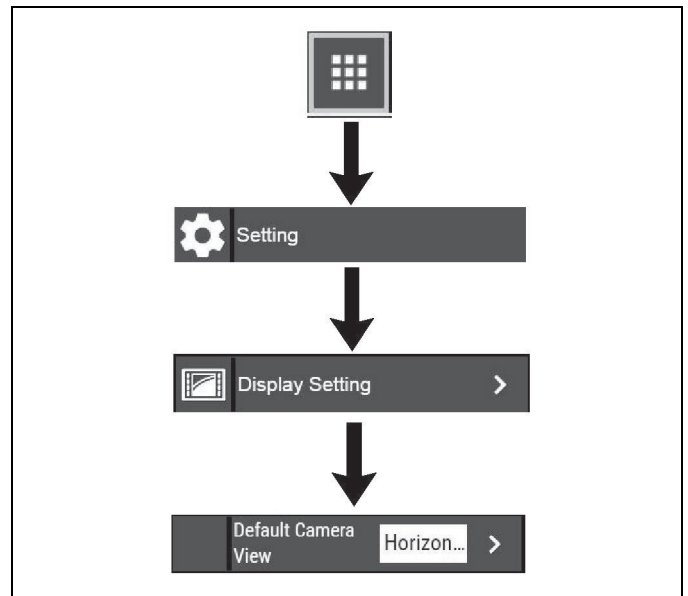 Setting
Display Setting
Default Camera
View
Horizon...